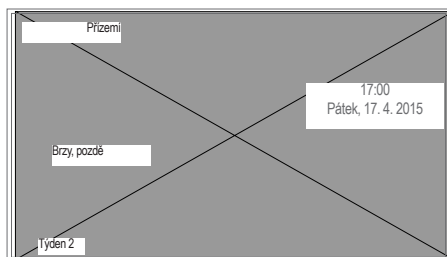 Přízemí
17:00
Pátek, 17. 4. 2015
Brzy, pozdě
Týden 2